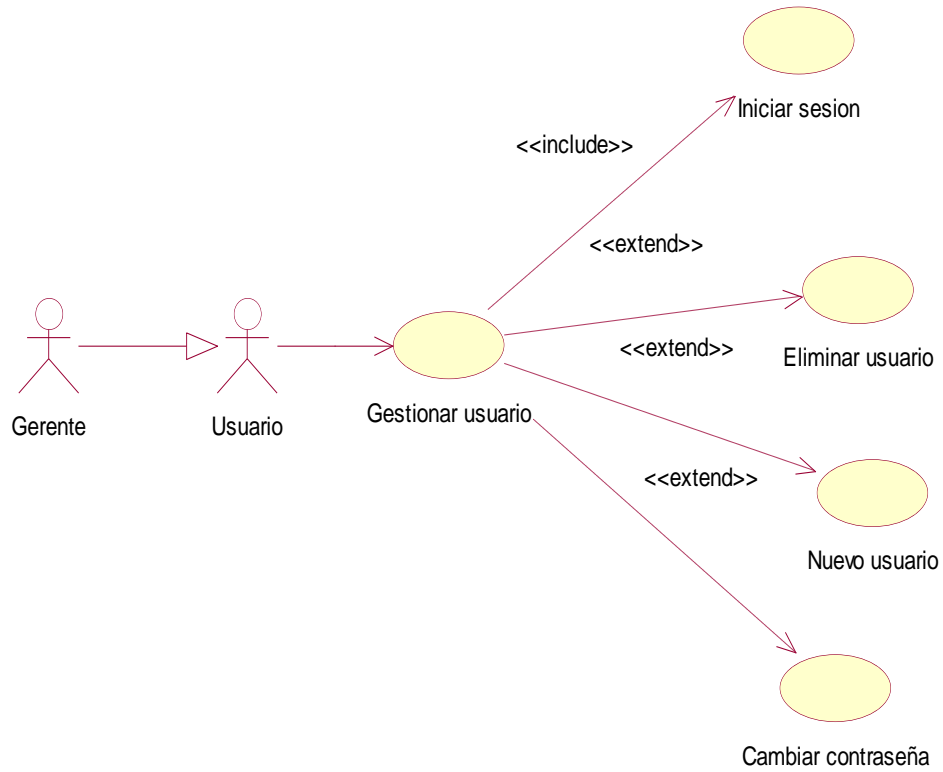 Iniciar sesion
<<include>>
<<extend>>
<<extend>>
Eliminar usuario
Gerente
Usuario
Gestionar usuario
<<extend>>
Nuevo usuario
Cambiar contraseña